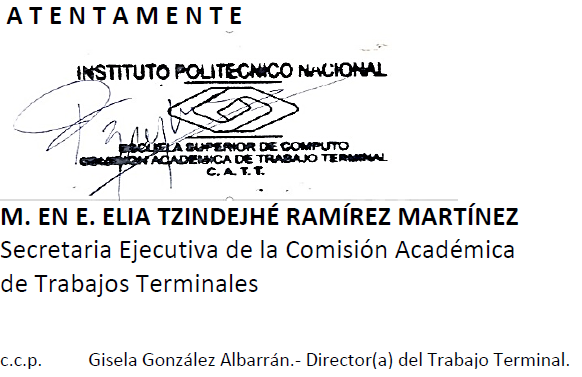 A T E N T A M E N T E
INSTITUTO POLITECNICO NACIONAL
ESCUELA SUPERIOR DE COMPUTO
COMISION ACADEMICA DE TRABAJO TERMINAL
C. A. T. T.
M. EN E. ELIA TZINDEJHÉ RAMÍREZ MARTÍNEZ
Secretaria Ejecutiva de la Comisión Académica
de Trabajos Terminales
c.c.p. Gisela González Albarrán.- Director(a) del Trabajo Terminal.